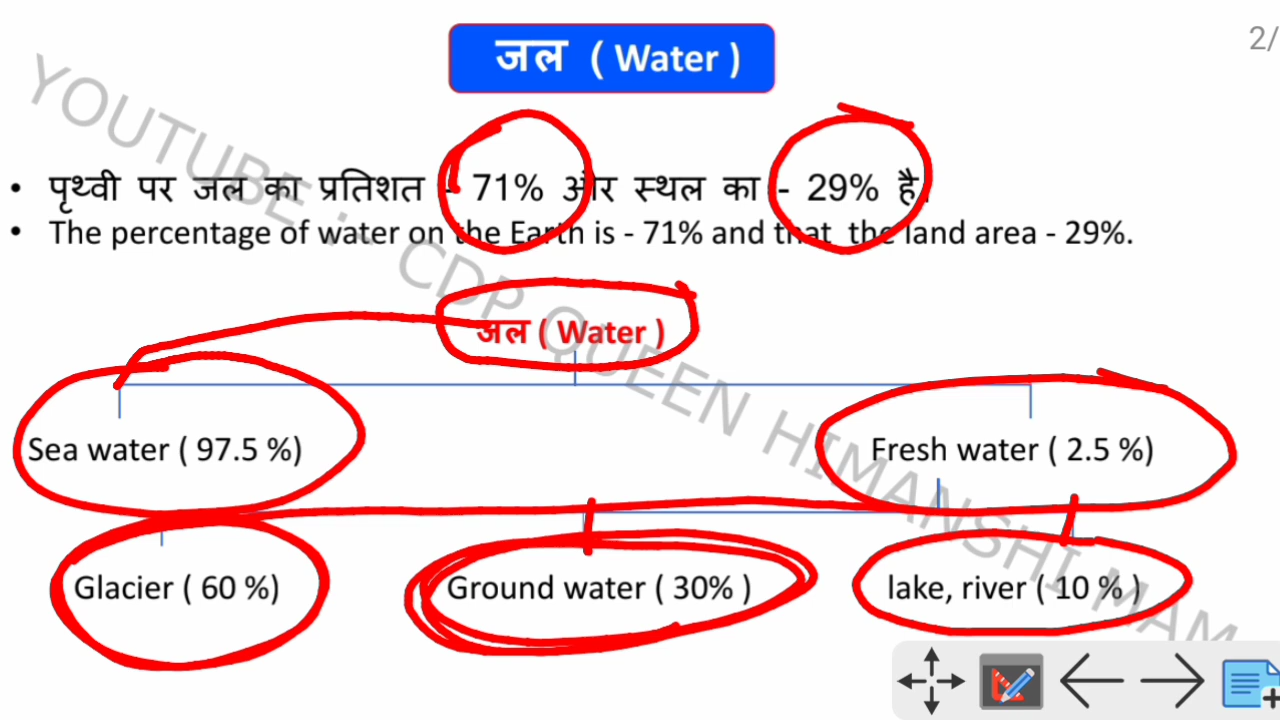 जल ( Water )
2/
पृथ्वी पर जल का प्रतिशत - 71% और स्थल का - 29% है।
The percentage of water on the Earth is - 71% and that the land area - 29%.
जल ( Water )
Sea water ( 97.5 %)
Fresh water ( 2.5 %)
Glacier ( 60 %)
Ground water ( 30% )
lake, river ( 10 % )
YOUTUBE :- CDP QUEEN HIMANSHI MAM